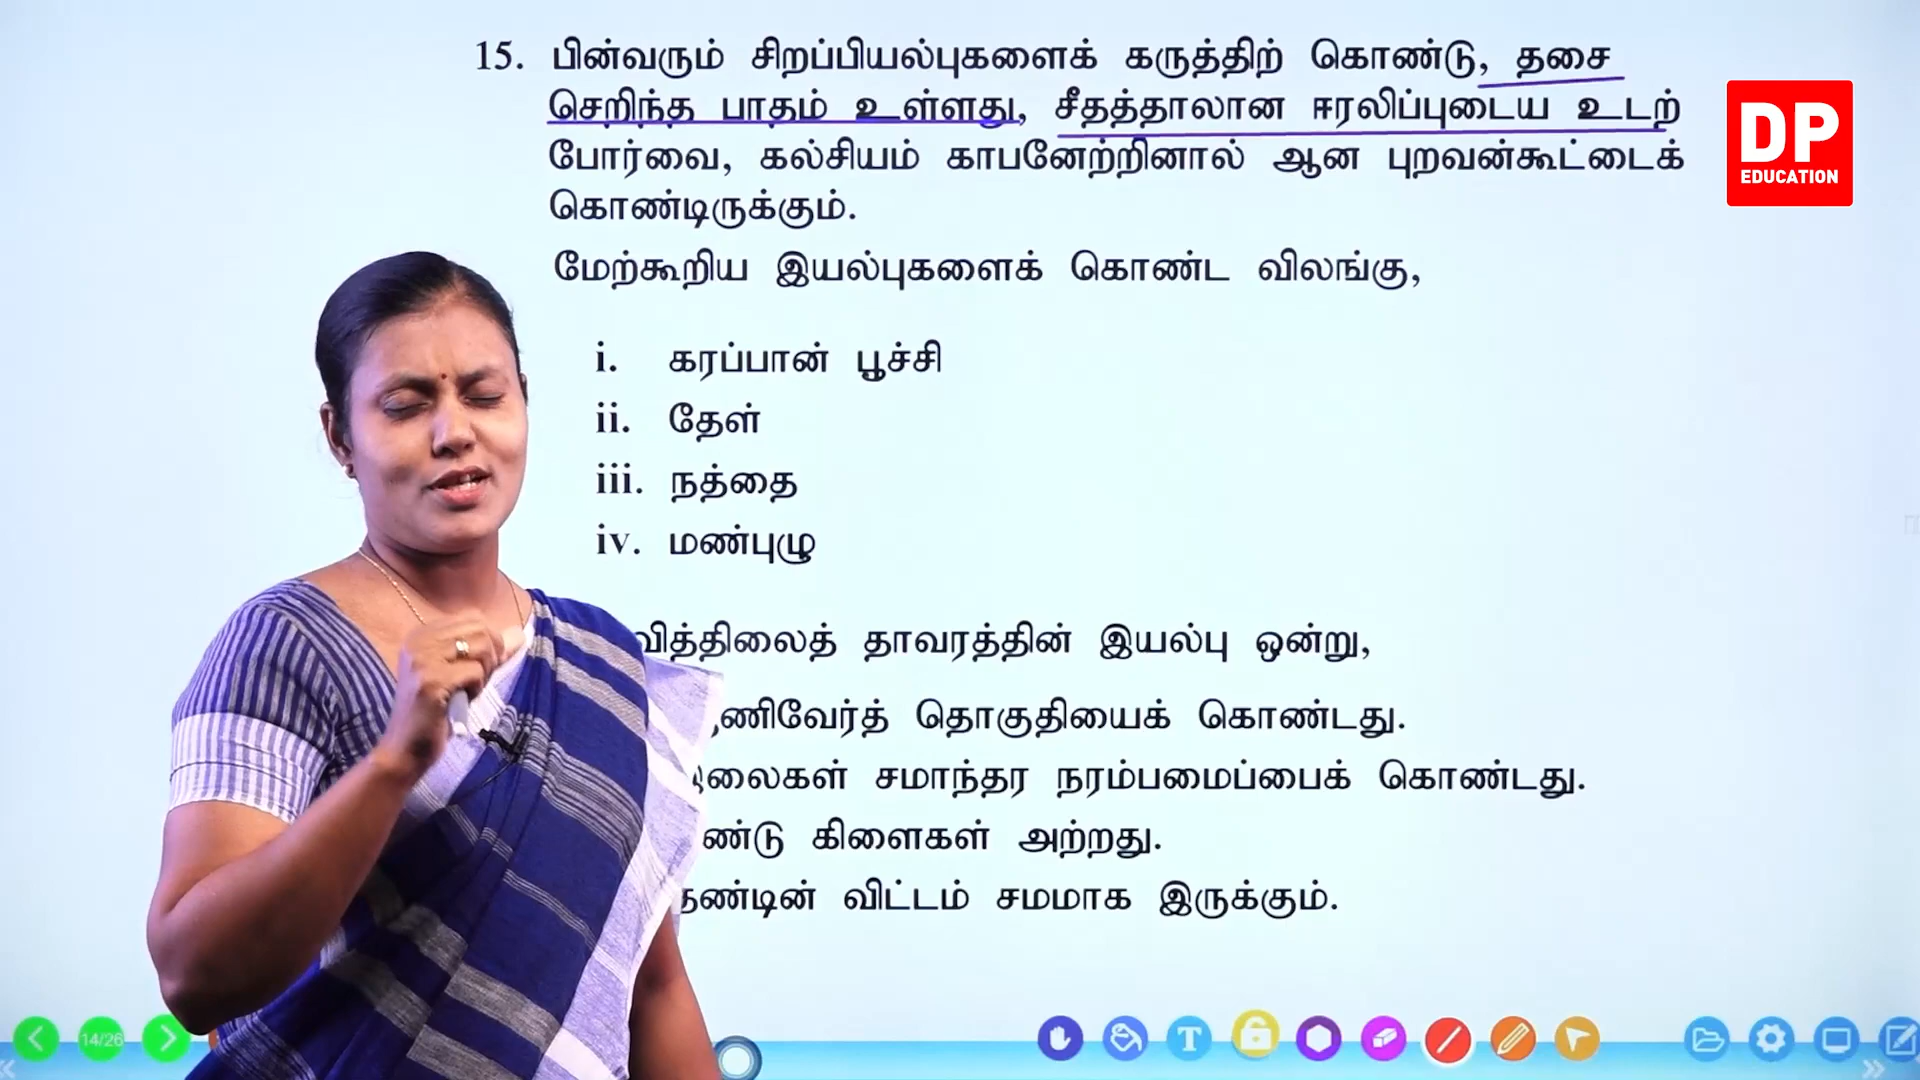 15. பின்வரும் சிறப்பியல்புகளைக் கருத்திற் கொண்டு, தசை
செறிந்த பாதம் உள்ளது, சீதத்தாலான ஈரலிப்புடைய உடற்
போர்வை, கல்சியம் காபனேற்றினால் ஆன புறவன்கூட்டைக்
கொண்டிருக்கும்.
DP
EDUCATION
மேற்கூறிய இயல்புகளைக் கொண்ட விலங்கு,
i. கரப்பான் பூச்சி
ii. தேள்
iii. நத்தை
iv. மண்புழு
தாவரத்தின் இயல்பு ஒன்று,
தொகுதியைக் கொண்டது.
சமாந்தர நரம்பமைப்பைக் கொண்டது.
கிளைகள் அற்றது.
விட்டம் சமமாக இருக்கும்.
14/26